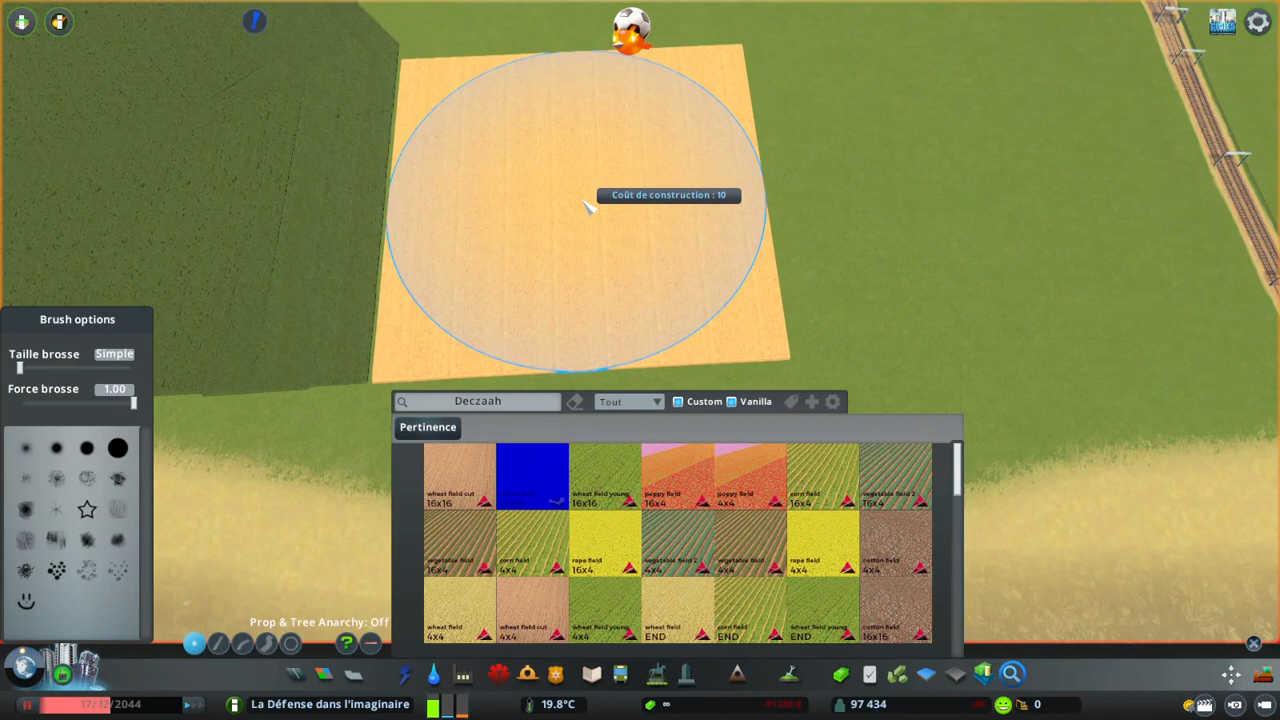 Coût de construction : 10
Brush options
Taille brosse Simple
Force brosse 1.00
Deczaah Tout Custom Vanilla
Pertinence
wheat field cut 16x16
wheat field young 16x16
poppy field 16x4
poppy field 4x4
corn field 16x4
vegetable field 2 16x4
vegetable field 16x4
corn field 4x4
rape field 16x4
vegetable field 2 4x4
vegetable field 4x4
rape field 4x4
cotton field 4x4
wheat field 4x4
wheat field cut 4x4
wheat field young 4x4
wheat field END
corn field END
wheat field young END
cotton field 16x16
Prop & Tree Anarchy: Off
17/12/2044
La Défense dans l'imaginaire
19.8°C
∞
97 434
0